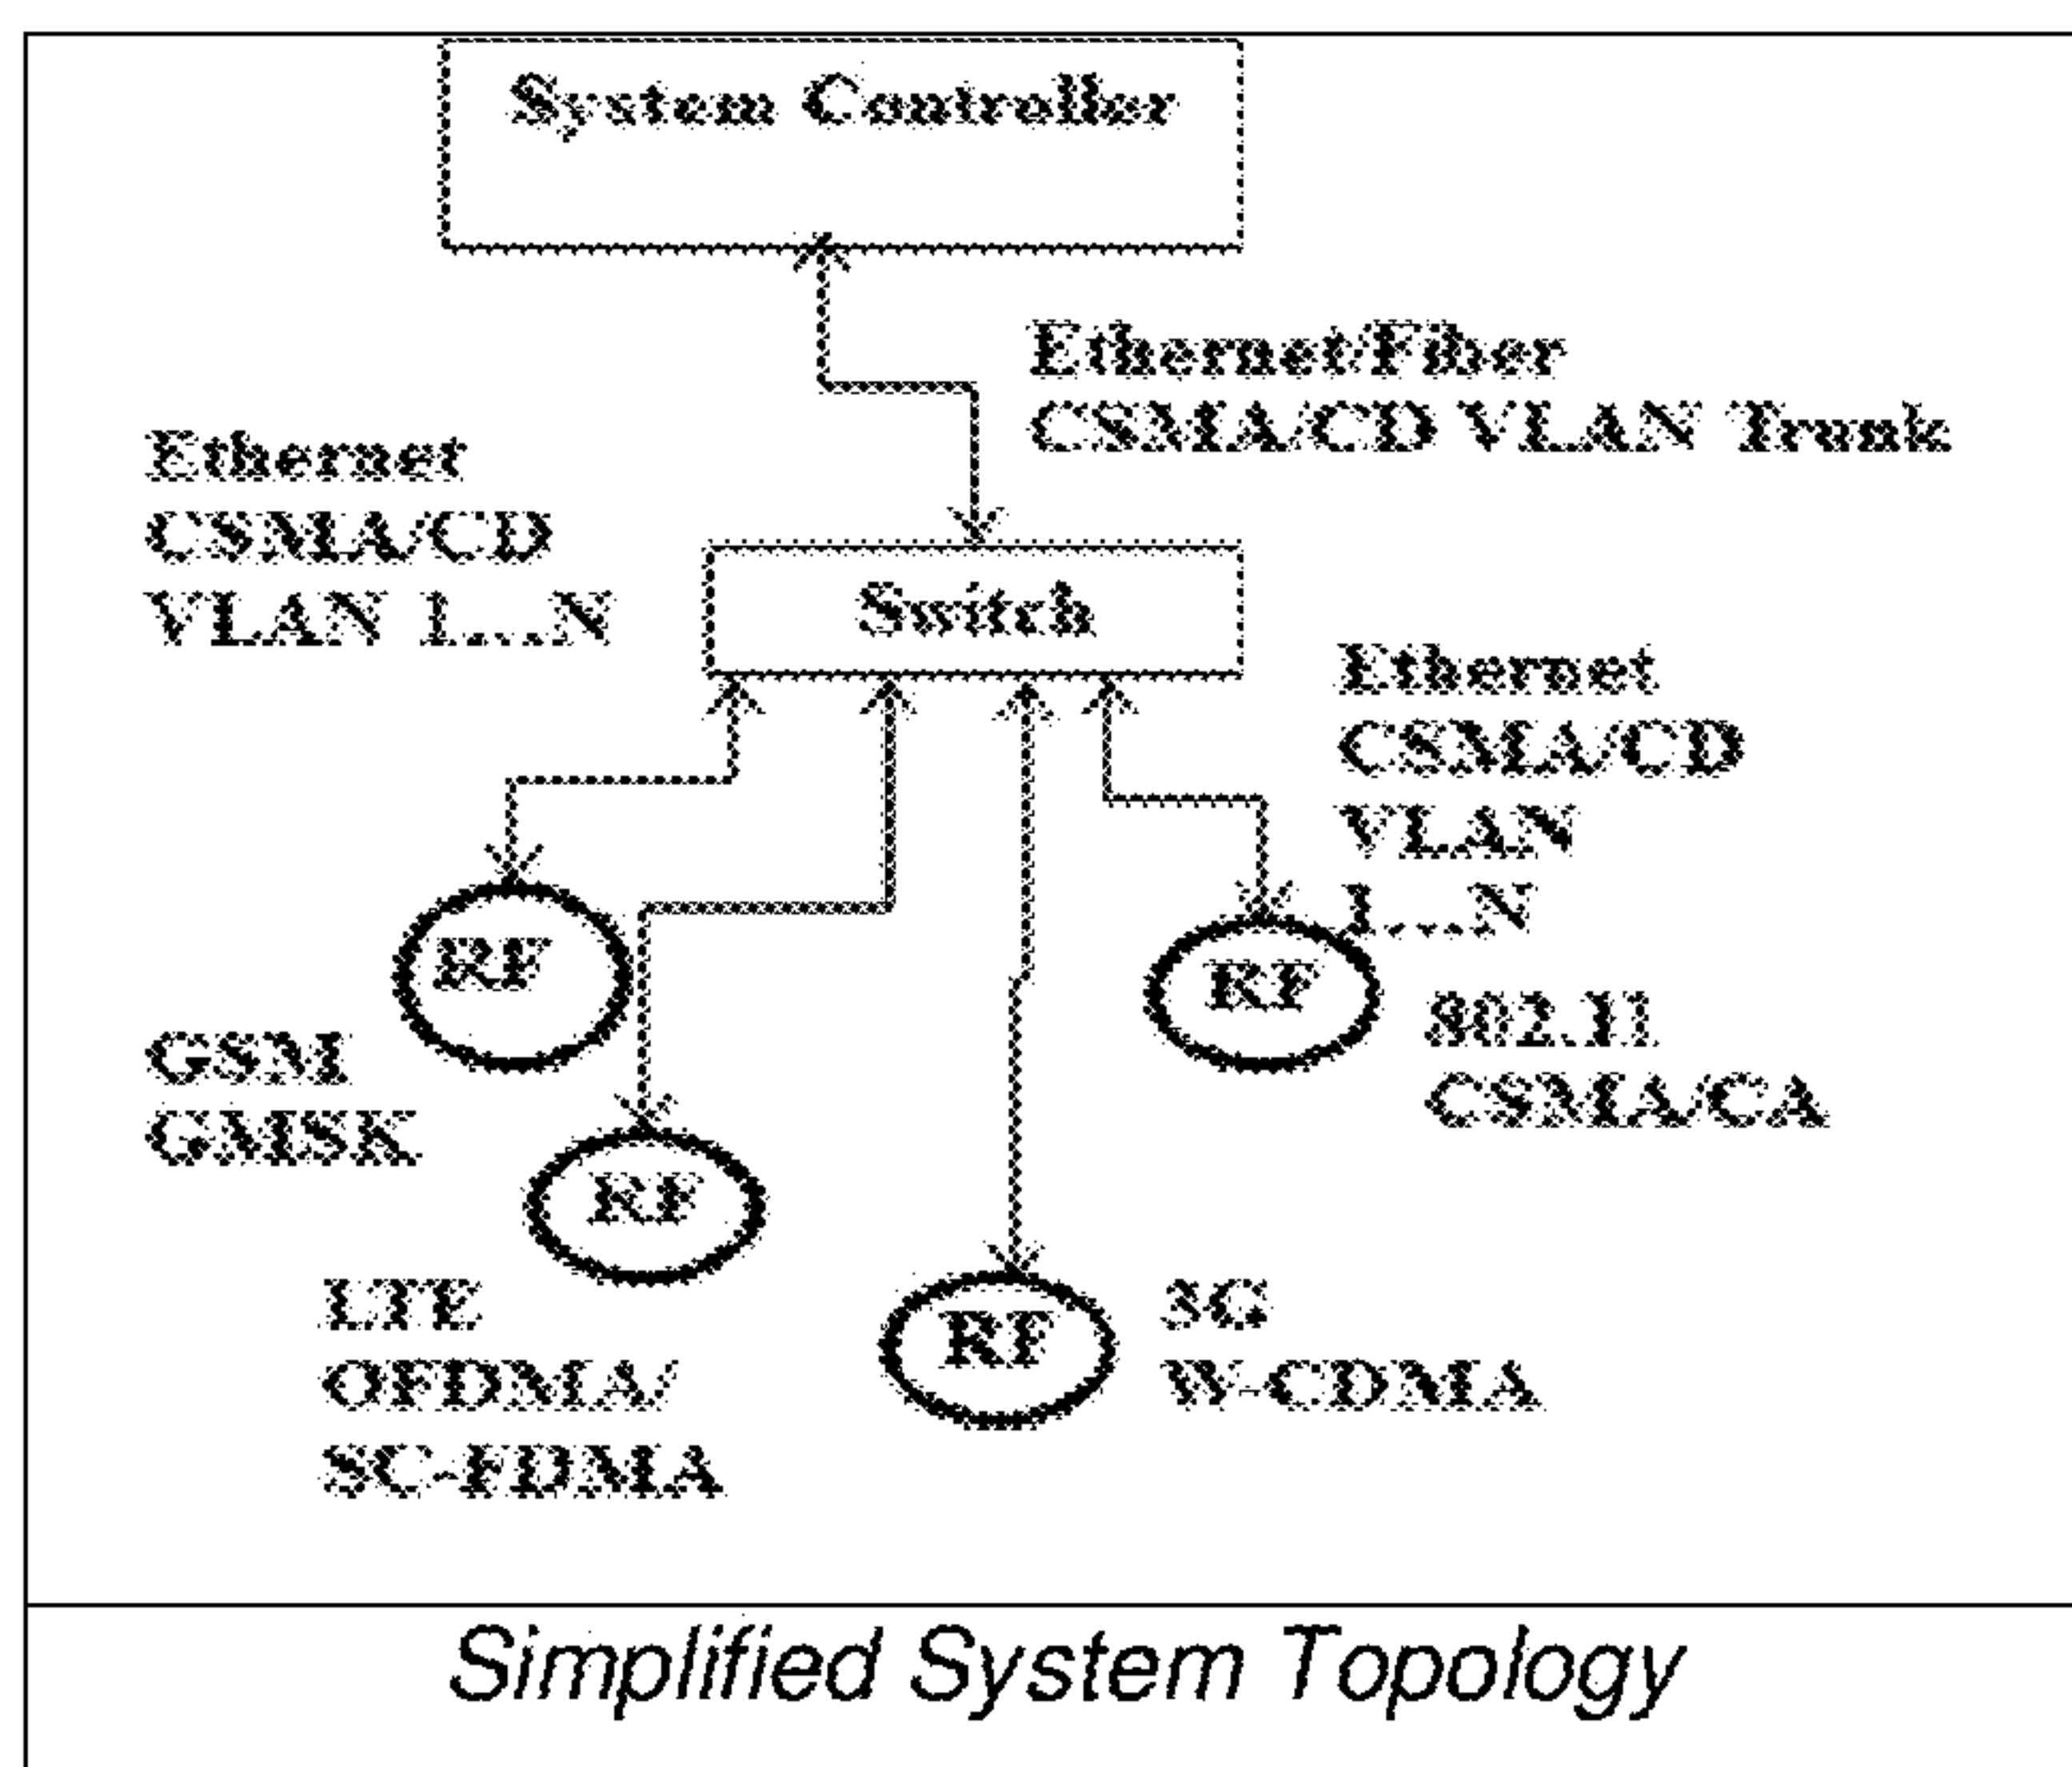 System Controller
Ethernet/Fiber
CSMA/CD VLAN Trunk
Ethernet
CSMA/CD
VLAN 1....N
Switch
Ethernet
CSMA/CD
VLAN
1....N
RF
RF
802.11
CSMA/CA
GSM
GMSK
RF
LTE
OFDMA/
SC-FDMA
RF
3G
W-CDMA
Simplified System Topology